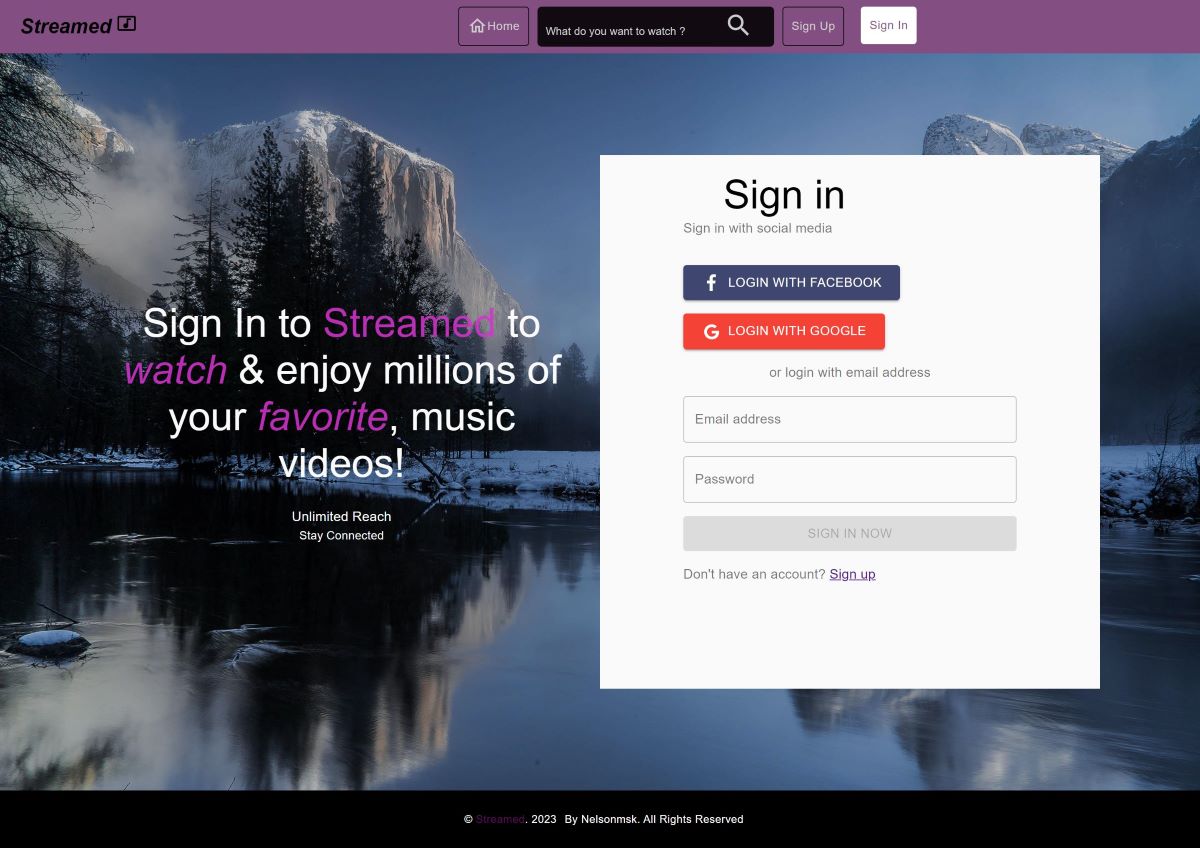 Streamed
Home
What do you want to watch ?
Sign Up
Sign In
Sign In to Streamed to
watch & enjoy millions of
your favorite, music
videos!
Unlimited Reach
Stay Connected
Sign in
Sign in with social media
LOGIN WITH FACEBOOK
LOGIN WITH GOOGLE
or login with email address
Email address
Password
SIGN IN NOW
Don't have an account? Sign up
© Streamed. 2023 By Nelsonmsk. All Rights Reserved